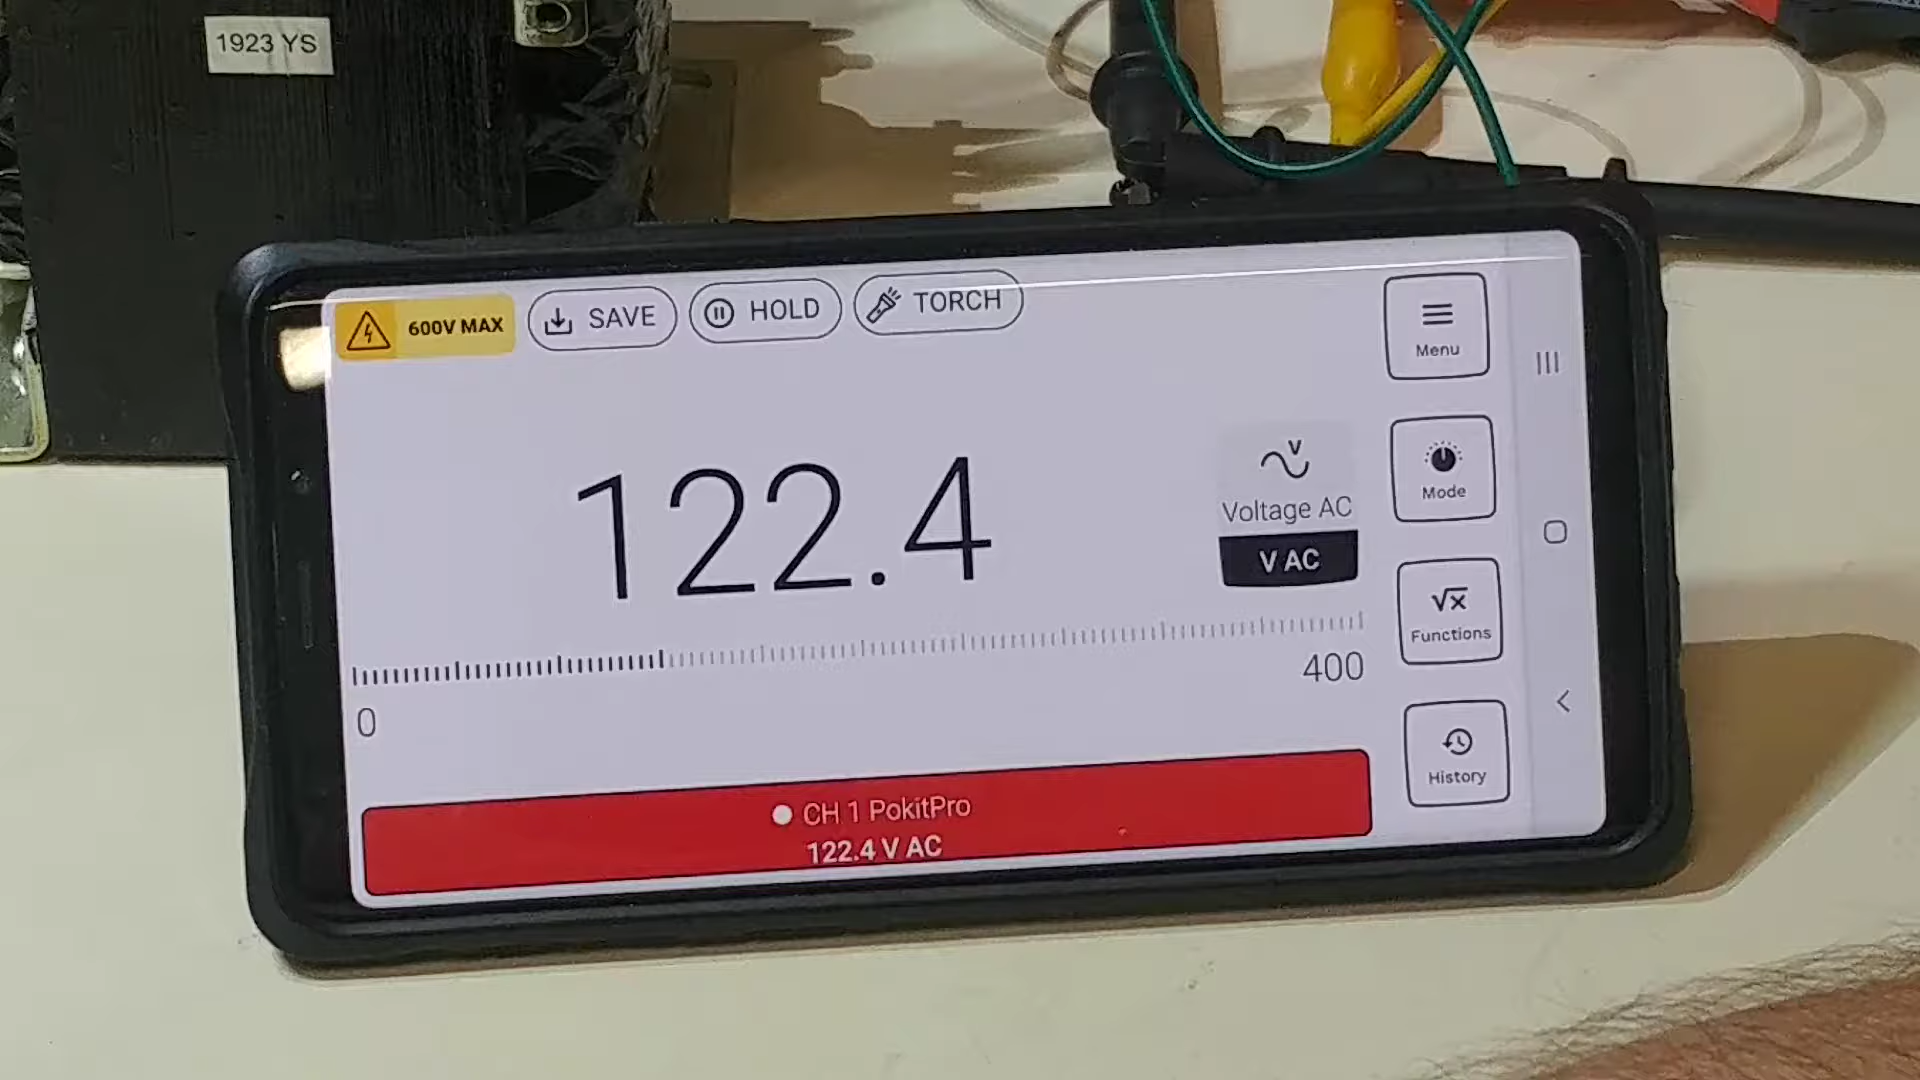 1923 YS
600V MAX
SAVE
HOLD
TORCH
Menu
122.4
V
Voltage AC
V AC
Mode
√x
Functions
0
400
History
CH 1 PokitPro
122.4 V AC